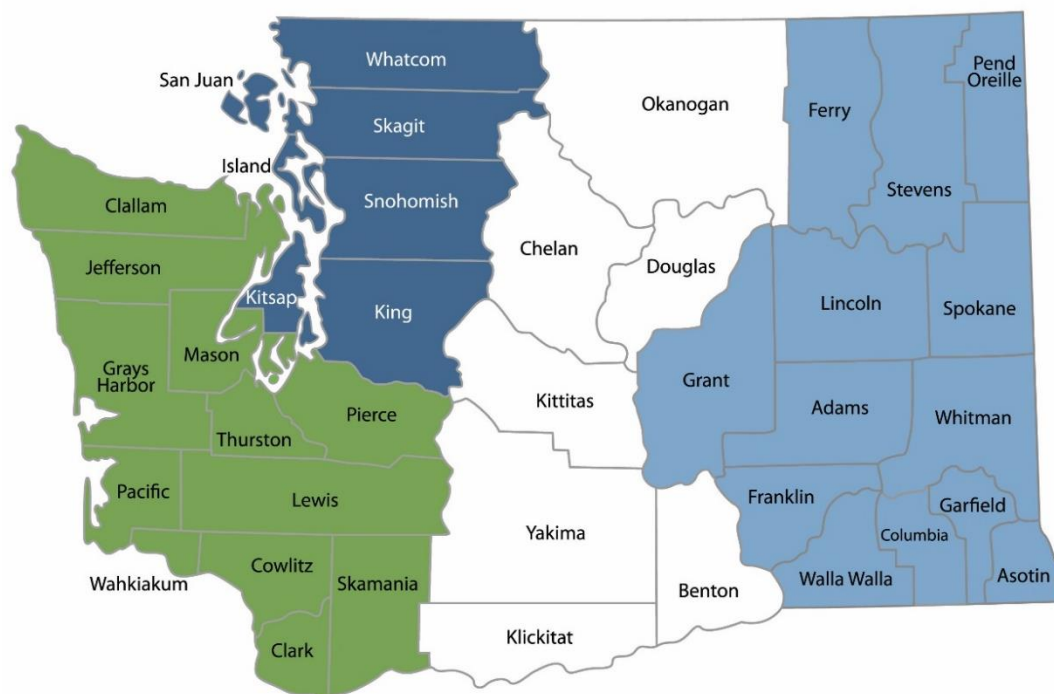 Whatcom
San Juan
Skagit
Okanogan
Ferry
Pend
Oreille
Stevens
Island
Snohomish
Clallam
Chelan
Douglas
Jefferson
Kitsap
King
Lincoln
Spokane
Mason
Grays
Harbor
Grant
Kittitas
Adams
Whitman
Pierce
Thurston
Pacific
Lewis
Franklin
Garfield
Columbia
Yakima
Wahkiakum
Cowlitz
Skamania
Benton
Walla Walla
Asotin
Clark
Klickitat